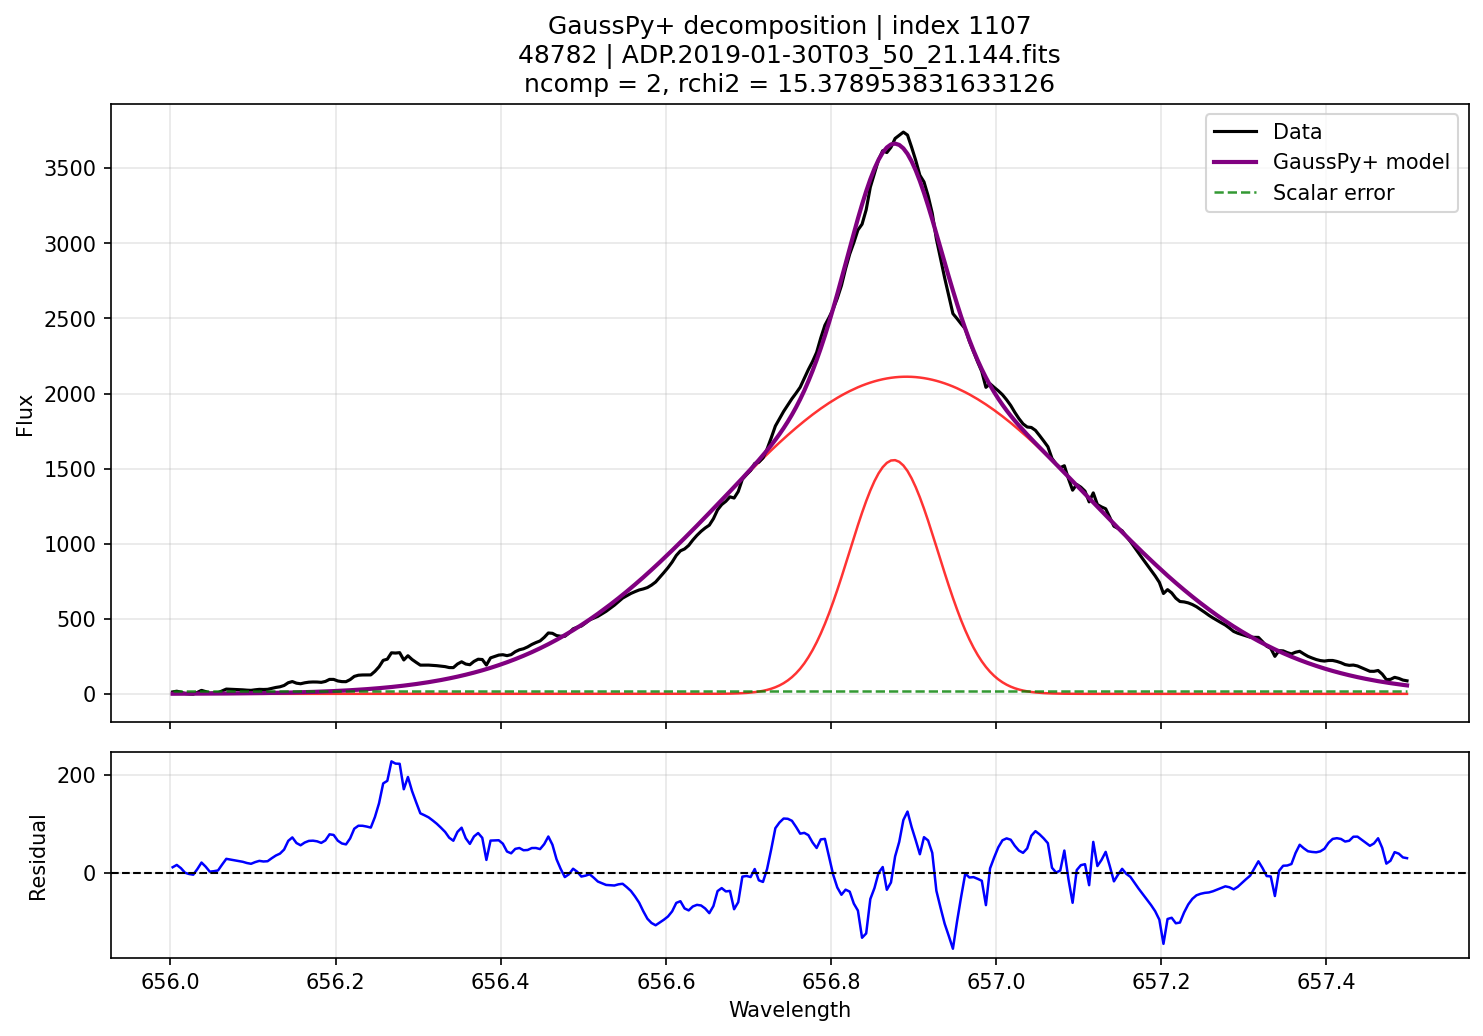 GaussPy+ decomposition | index 1107
48782 | ADP.2019-01-30T03_50_21.144.fits
ncomp = 2, rchi2 = 15.378953831633126
Data
GaussPy+ model
Scalar error
Flux
3500
3000
2500
2000
1500
1000
500
0
Residual
200
0
656.0
656.2
656.4
656.6
656.8
657.0
657.2
657.4
Wavelength